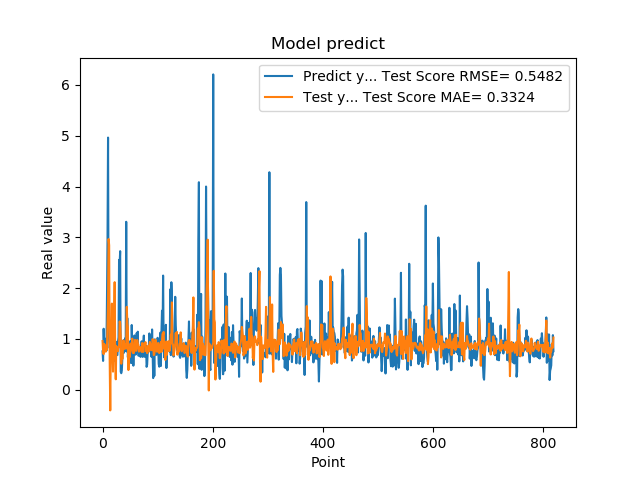 Model predict
Predict y... Test Score RMSE= 0.5482
Test y... Test Score MAE= 0.3324
Real value
6
5
4
3
2
1
0
0 200 400 600 800
Point